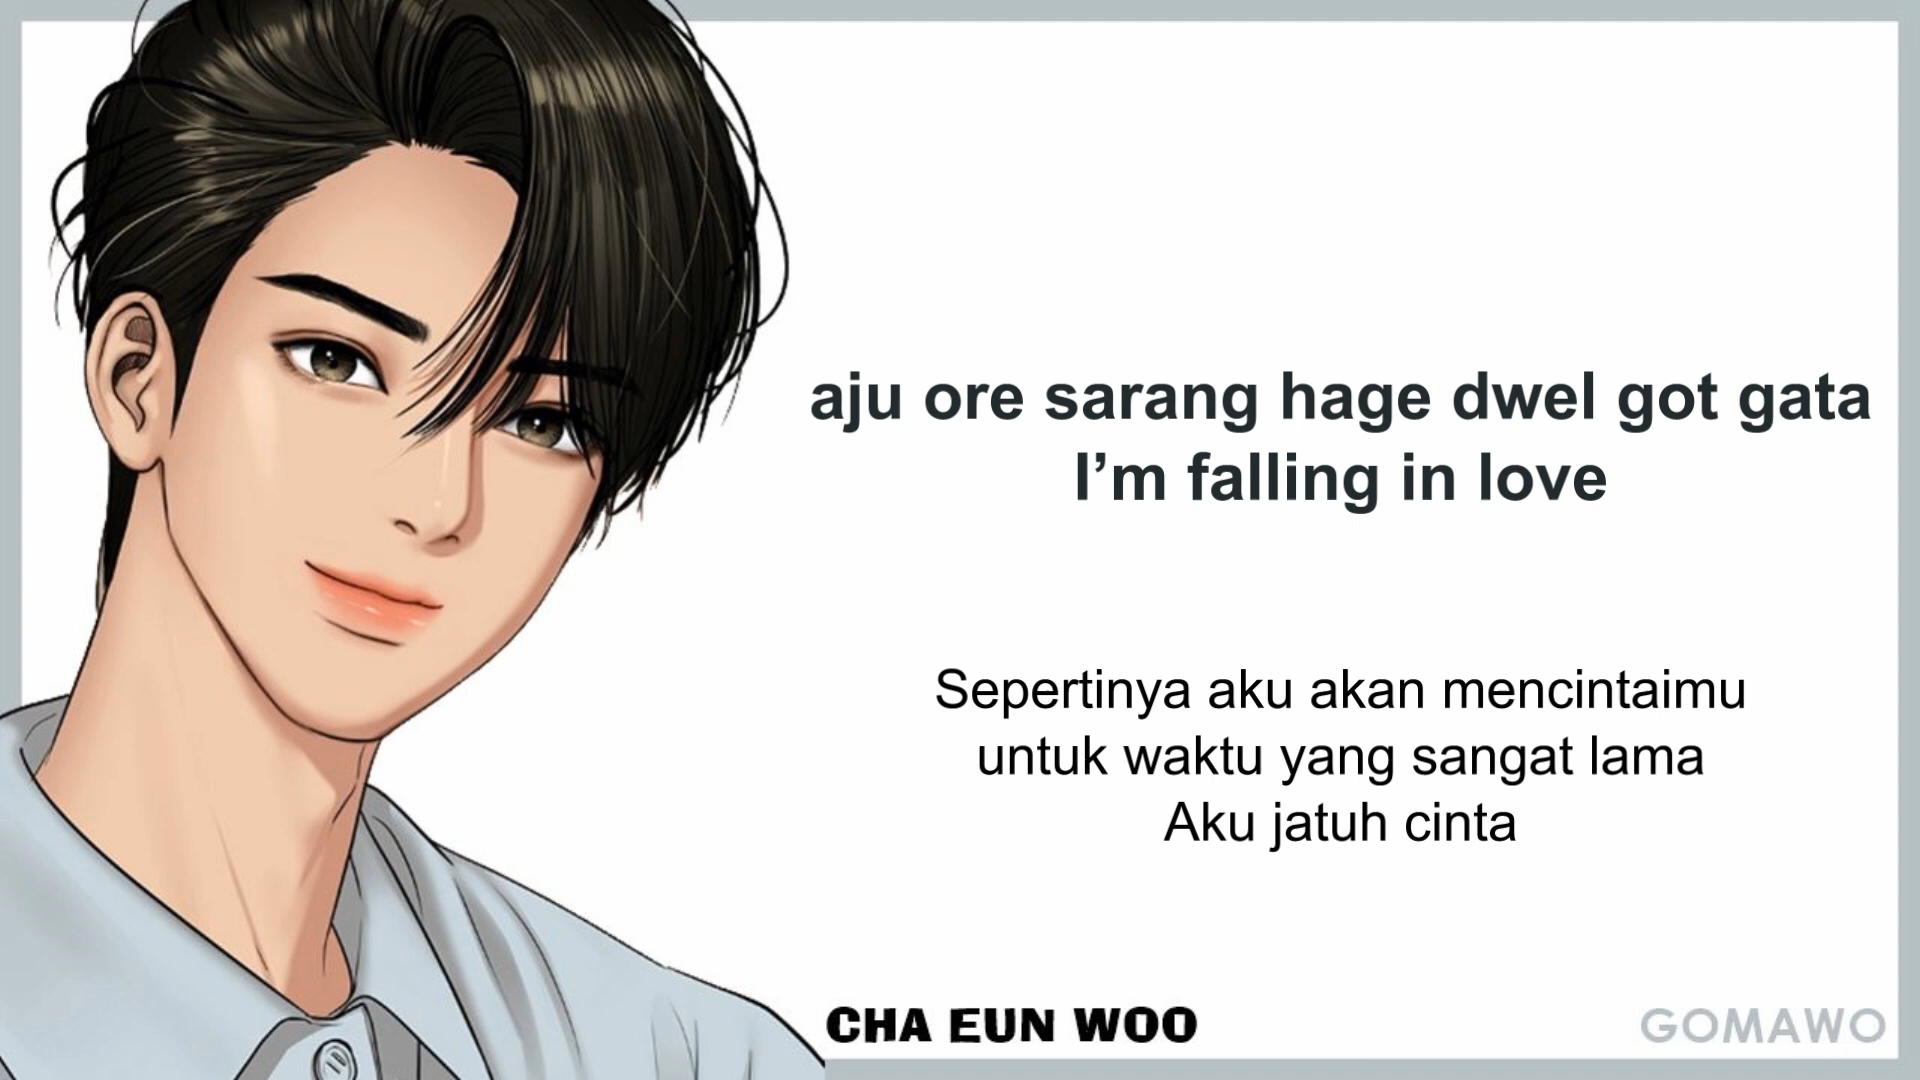 aju ore sarang hage dwel got gata
I’m falling in love
Sepertinya aku akan mencintaimu
untuk waktu yang sangat lama
Aku jatuh cinta
CHA EUN WOO
GOMAWO